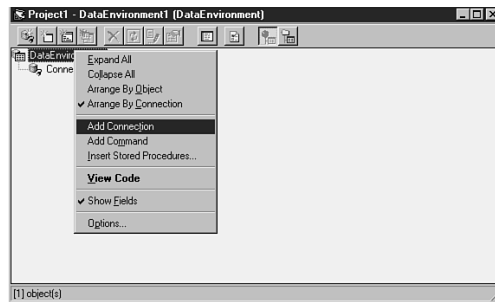 Project1 - DataEnvironment1 (DataEnvironment)
DataEnviro
Conne
Expand All
Collapse All
Arrange By Object
Arrange By Connection
Add Connection
Add Command
Insert Stored Procedures...
View Code
Show Fields
Options...
[1] object(s)